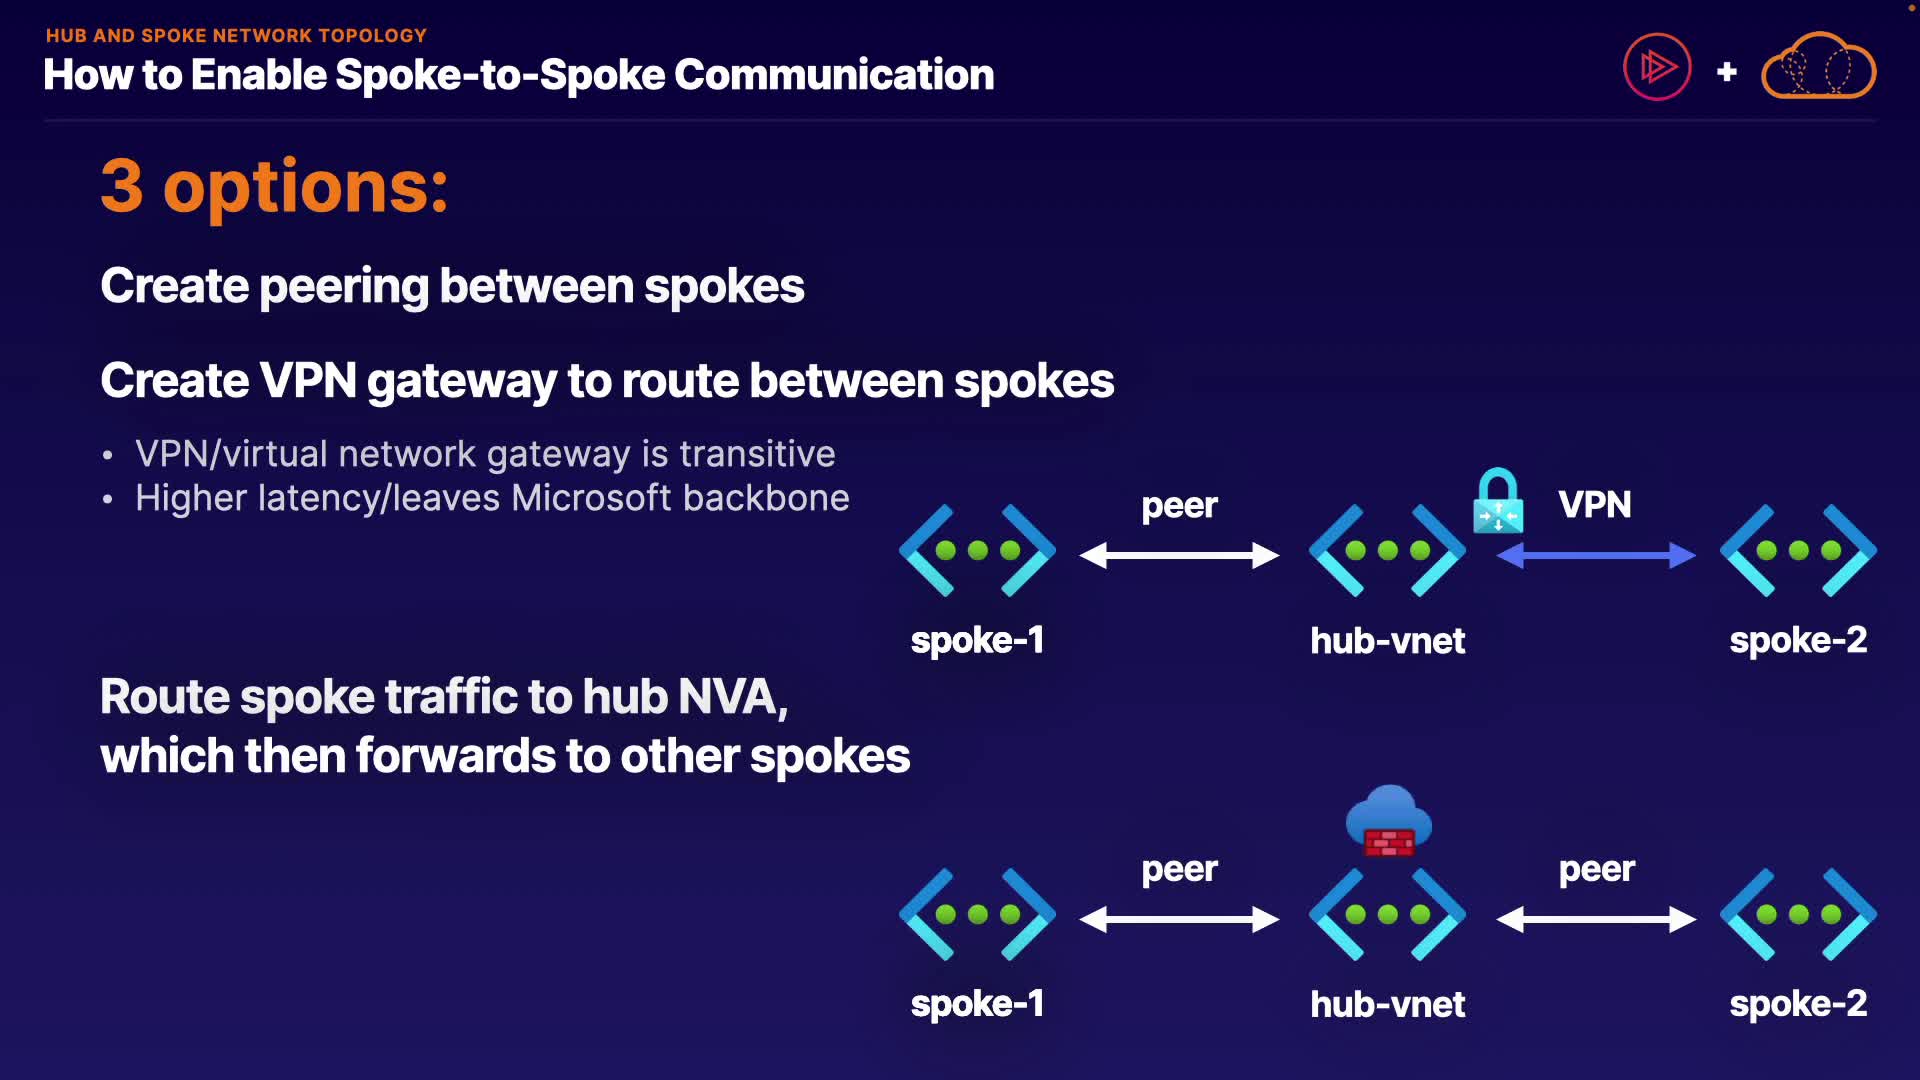 HUB AND SPOKE NETWORK TOPOLOGY
How to Enable Spoke-to-Spoke Communication
+
3 options:
Create peering between spokes
Create VPN gateway to route between spokes
• VPN/virtual network gateway is transitive
• Higher latency/leaves Microsoft backbone
peer
VPN
spoke-1
hub-vnet
spoke-2
Route spoke traffic to hub NVA,
which then forwards to other spokes
peer
peer
spoke-1
hub-vnet
spoke-2